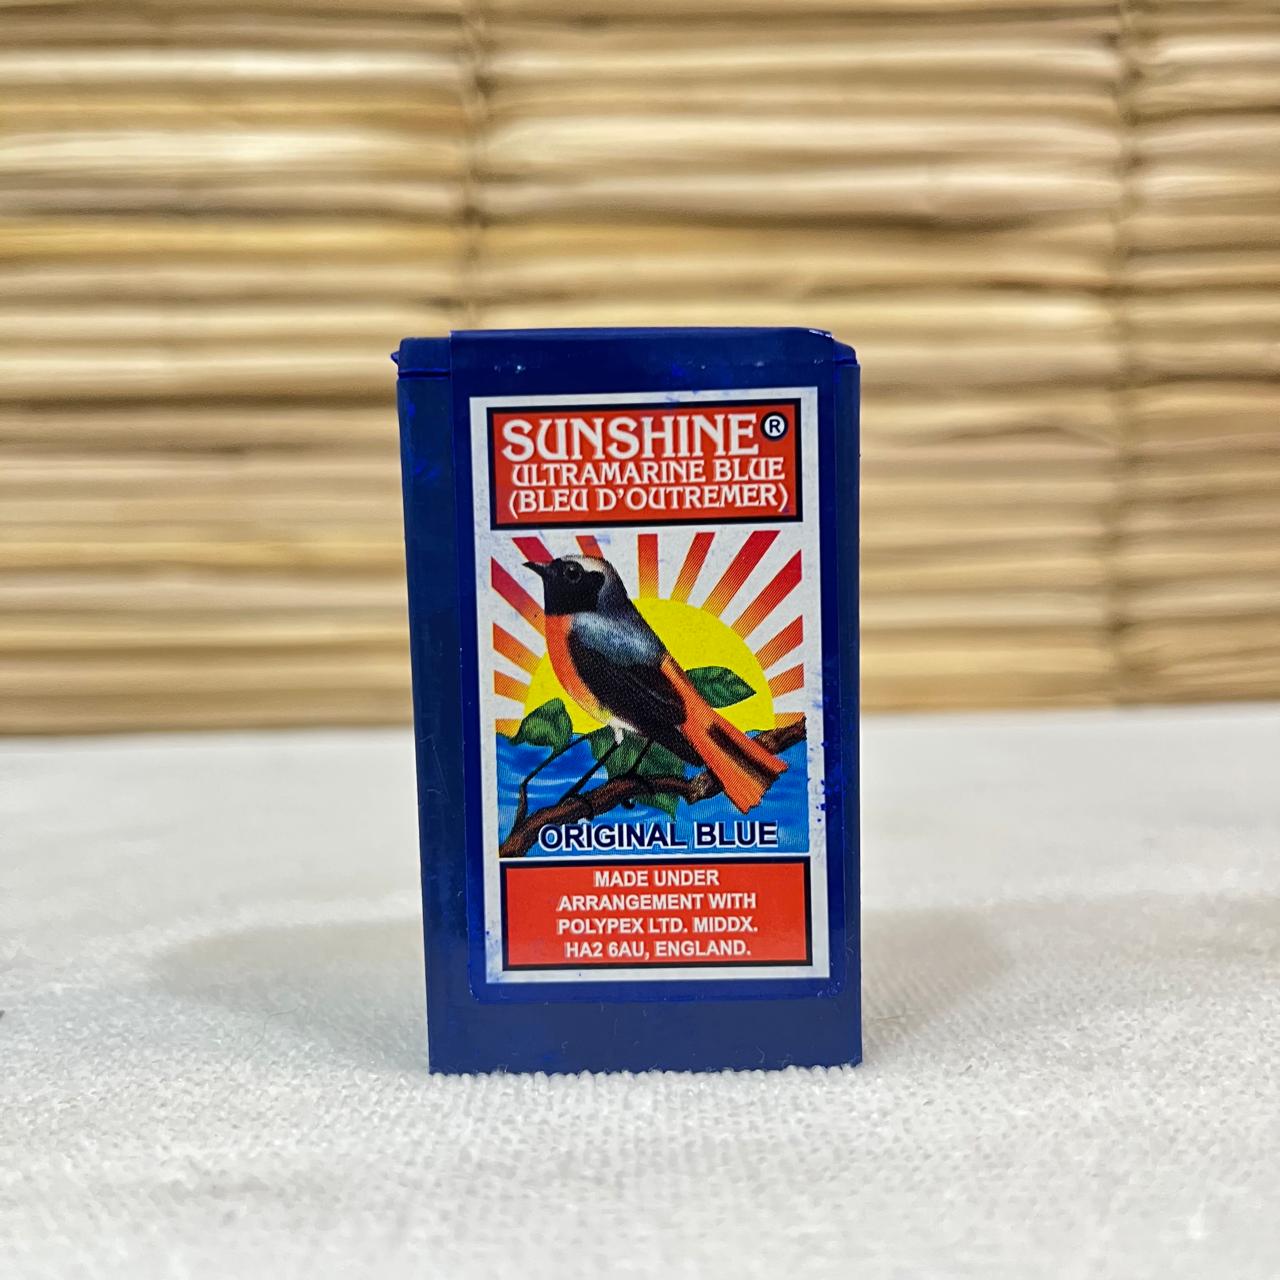 SUNSHINE®
ULTRAMARINE BLUE
(BLEU D'OUTREMER)
ORIGINAL BLUE
MADE UNDER
ARRANGEMENT WITH
POLYPEX LTD. MIDDX.
HA2 6AU, ENGLAND.